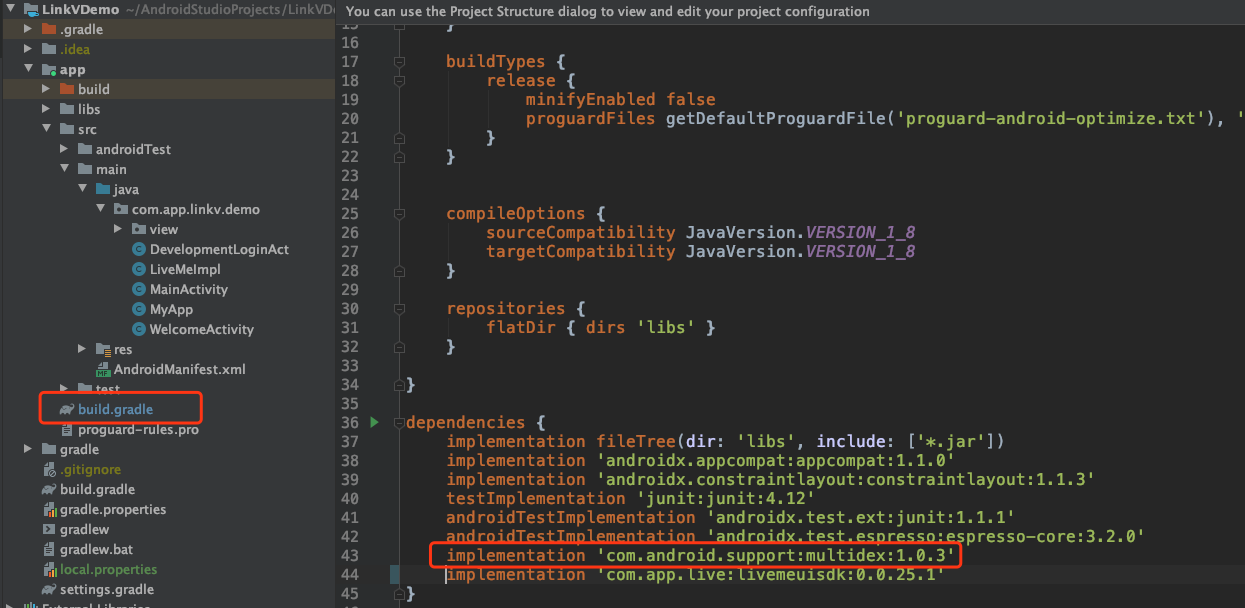 LinkVDemo ~/AndroidStudioProjects/LinkVDe
.gradle
.idea
app
build
libs
src
androidTest
main
java
com.app.linkv.demo
view
DevelopmentLoginAct
LiveMeImpl
MainActivity
MyApp
WelcomeActivity
res
AndroidManifest.xml
test
build.gradle
proguard-rules.pro
gradle
.gitignore
build.gradle
gradle.properties
gradlew
gradlew.bat
local.properties
settings.gradle
External Libraries
You can use the Project Structure dialog to view and edit your project configuration
15 }
16
17 buildTypes {
18 release {
19 minifyEnabled false
20 proguardFiles getDefaultProguardFile('proguard-android-optimize.txt'), '
21 }
22 }
23
24
25 compileOptions {
26 sourceCompatibility JavaVersion.VERSION_1_8
27 targetCompatibility JavaVersion.VERSION_1_8
28 }
29
30 repositories {
31 flatDir { dirs 'libs' }
32 }
33
34 }
35
36 dependencies {
37 implementation fileTree(dir: 'libs', include: ['*.jar'])
38 implementation 'androidx.appcompat:appcompat:1.1.0'
39 implementation 'androidx.constraintlayout:constraintlayout:1.1.3'
40 testImplementation 'junit:junit:4.12'
41 androidTestImplementation 'androidx.test.ext:junit:1.1.1'
42 androidTestImplementation 'androidx.test.espresso:espresso-core:3.2.0'
43 implementation 'com.android.support:multidex:1.0.3'
44 implementation 'com.app.live:livemeuisdk:0.0.25.1'
45 }